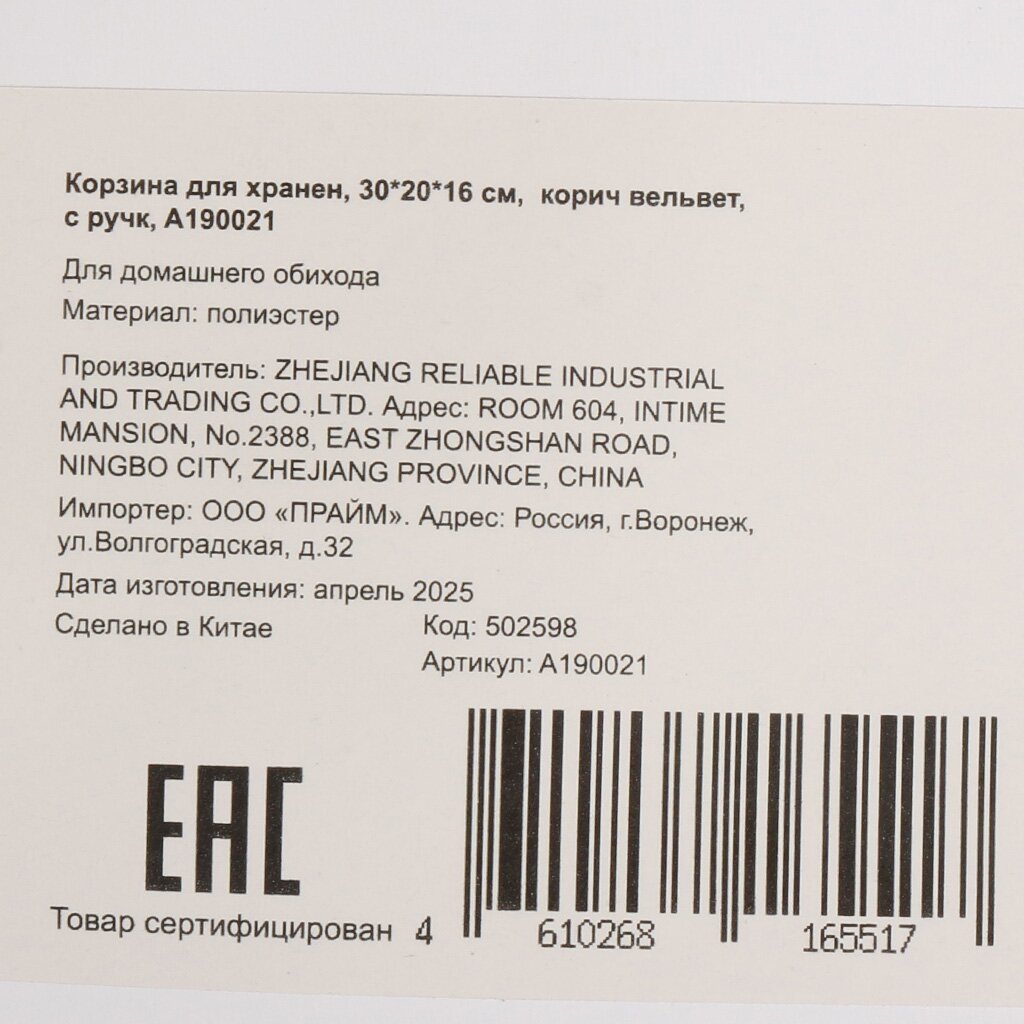 Корзина для хранен, 30*20*16 см, корич вельвет,
с ручк, А190021
Для домашнего обихода
Материал: полиэстер
Производитель: ZHEJIANG RELIABLE INDUSTRIAL
AND TRADING CO.,LTD. Адрес: ROOM 604, INTIME
MANSION, No.2388, EAST ZHONGSHAN ROAD,
NINGBO CITY, ZHEJIANG PROVINCE, CHINA
Импортер: ООО «ПРАЙМ». Адрес: Россия, г.Воронеж,
ул.Волгоградская, д.32
Дата изготовления: апрель 2025
Сделано в Китае
Код: 502598
Артикул: А190021
ЕАС
Товар сертифицирован
4 610268 165517